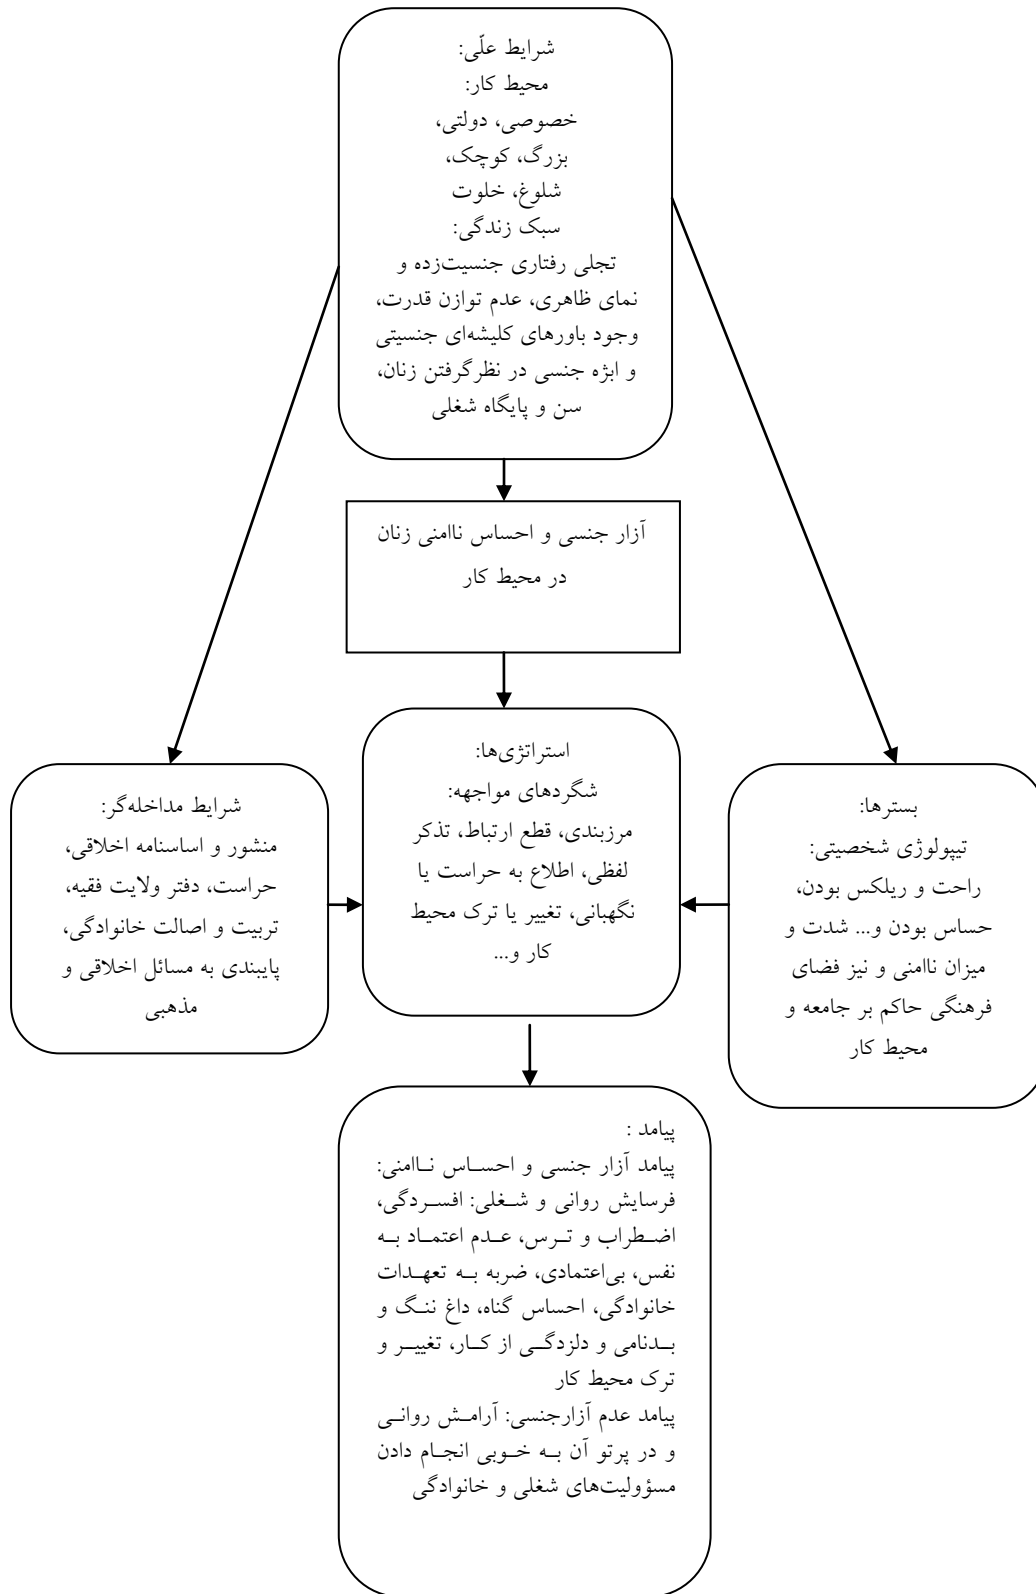 شرایط علّی:
محیط کار:
خصوصی، دولتی،
بزرگ، کوچک،
شلوغ، خلوت
سبک زندگی:
تجلی رفتاری جنسیت‌زده و
نمای ظاهری، عدم توازن قدرت،
وجود باورهای کلیشه‌ای جنسیتی
و ابژه جنسی در نظرگرفتن زنان،
سن و پایگاه شغلی
آزار جنسی و احساس ناامنی زنان
در محیط کار
بسترها:
تیپولوژی شخصیتی:
راحت و ریلکس بودن،
حساس بودن و... شدت و
میزان ناامنی و نیز فضای
فرهنگی حاکم بر جامعه و
محیط کار
استراتژی‌ها:
شگردهای مواجهه:
مرزبندی، قطع ارتباط، تذکر
لفظی، اطلاع به حراست یا
نگهبانی، تغییر یا ترک محیط
کار و...
شرایط مداخله‌گر:
منشور و اساسنامه اخلاقی،
حراست، دفتر ولایت فقیه،
تربیت و اصالت خانوادگی،
پایبندی به مسائل اخلاقی و
مذهبی
پیامد :
پیامد آزار جنسی و احساس ناامنی:
فرسایش روانی و شغلی: افسردگی،
اضطراب و ترس، عدم اعتماد به
نفس، بی‌اعتمادی، ضربه به تعهدات
خانوادگی، احساس گناه، داغ ننگ و
بدنامی و دلزدگی از کار، تغییر و
ترک محیط کار
پیامد عدم آزارجنسی: آرامش روانی
و در پرتو آن به خوبی انجام دادن
مسؤولیت‌های شغلی و خانوادگی